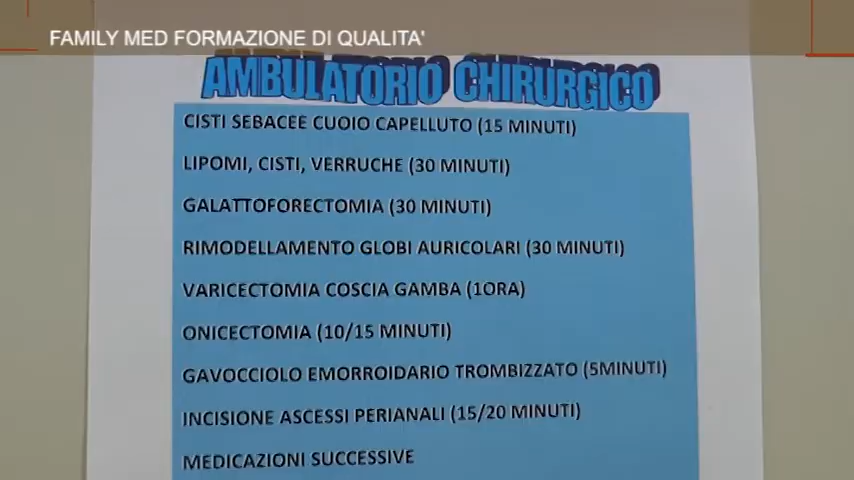 FAMILY MED FORMAZIONE DI QUALITA'
AMBULATORIO CHIRURGICO
CISTI SEBACEE CUOIO CAPELLUTO (15 MINUTI)
LIPOMI, CISTI, VERRUCHE (30 MINUTI)
GALATTOFORECTOMIA (30 MINUTI)
RIMODELLAMENTO GLOBI AURICOLARI (30 MINUTI)
VARICECTOMIA COSCIA GAMBA (1ORA)
ONICECTOMIA (10/15 MINUTI)
GAVOCCIOLO EMORROIDARIO TROMBIZZATO (5MINUTI)
INCISIONE ASCESSI PERIANALI (15/20 MINUTI)
MEDICAZIONI SUCCESSIVE